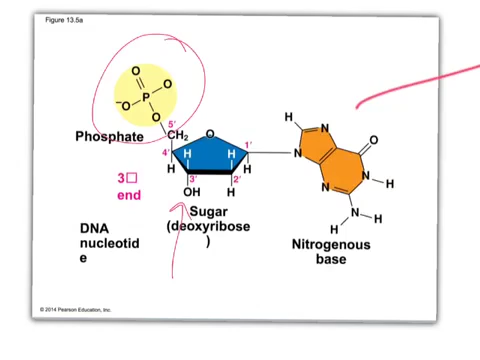 Figure 13.5a
O
O
P
⁻O
O
5′
H
N
O
Phosphate
CH₂
O
4′
H
H
1′
N
H
3′
2′
H
N
N
H
3□
end
OH
H
N
H
H
Sugar
(deoxyribose
)
DNA
nucleotid
e
Nitrogenous
base
© 2014 Pearson Education, Inc.